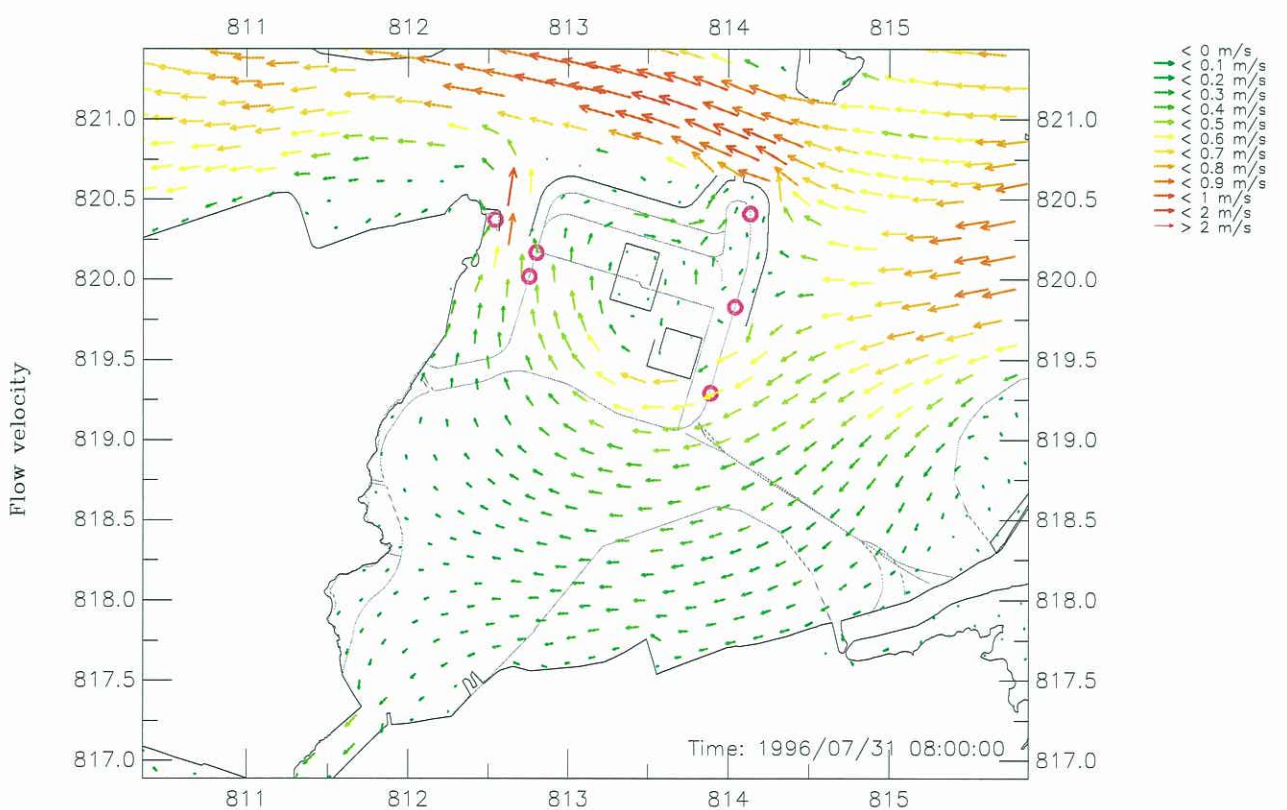 811 812 813 814 815
< 0 m/s
< 0.1 m/s
< 0.2 m/s
< 0.3 m/s
< 0.4 m/s
< 0.5 m/s
< 0.6 m/s
< 0.7 m/s
< 0.8 m/s
< 0.9 m/s
< 1 m/s
< 2 m/s
> 2 m/s
821.0 821.0
820.5 820.5
820.0 820.0
819.5 819.5
819.0 819.0
818.5 818.5
818.0 818.0
817.5 817.5
817.0 817.0
Flow velocity
Time: 1996/07/31 08:00:00
811 812 813 814 815